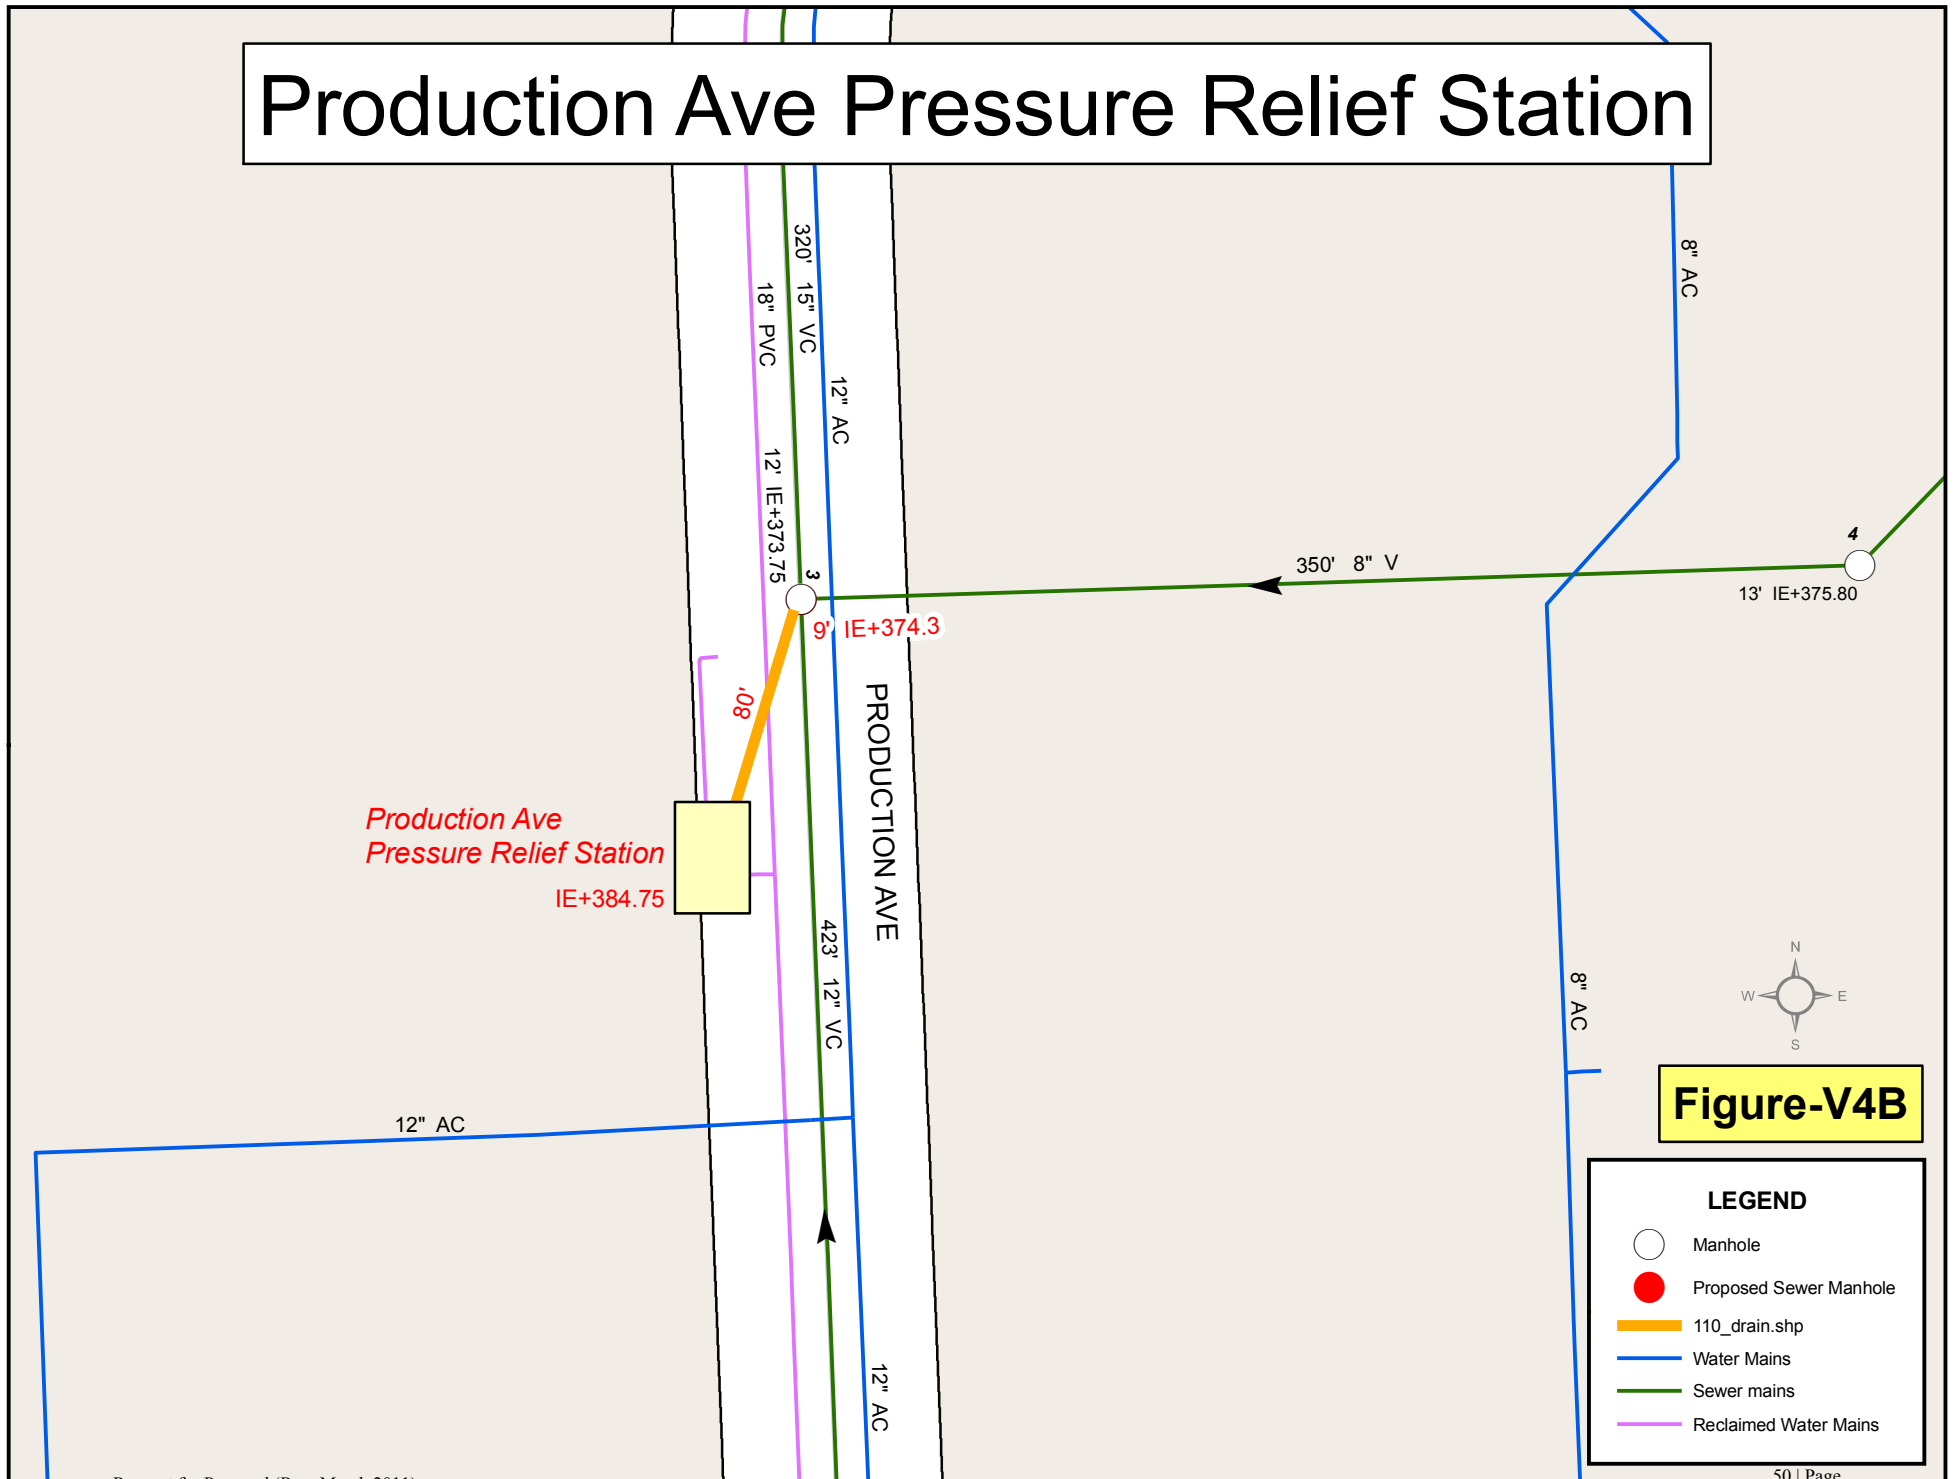 Production Ave Pressure Relief Station
320' 15" VC
18" PVC
12" AC
8" AC
12' IE+373.75
3
9' IE+374.3
350' 8" V
4
13' IE+375.80
80'
PRODUCTION AVE
Production Ave
Pressure Relief Station
IE+384.75
423' 12" VC
8" AC
N
W E
S
Figure-V4B
12" AC
12" AC
LEGEND
Manhole
Proposed Sewer Manhole
110_drain.shp
Water Mains
Sewer mains
Reclaimed Water Mains
50 | Page